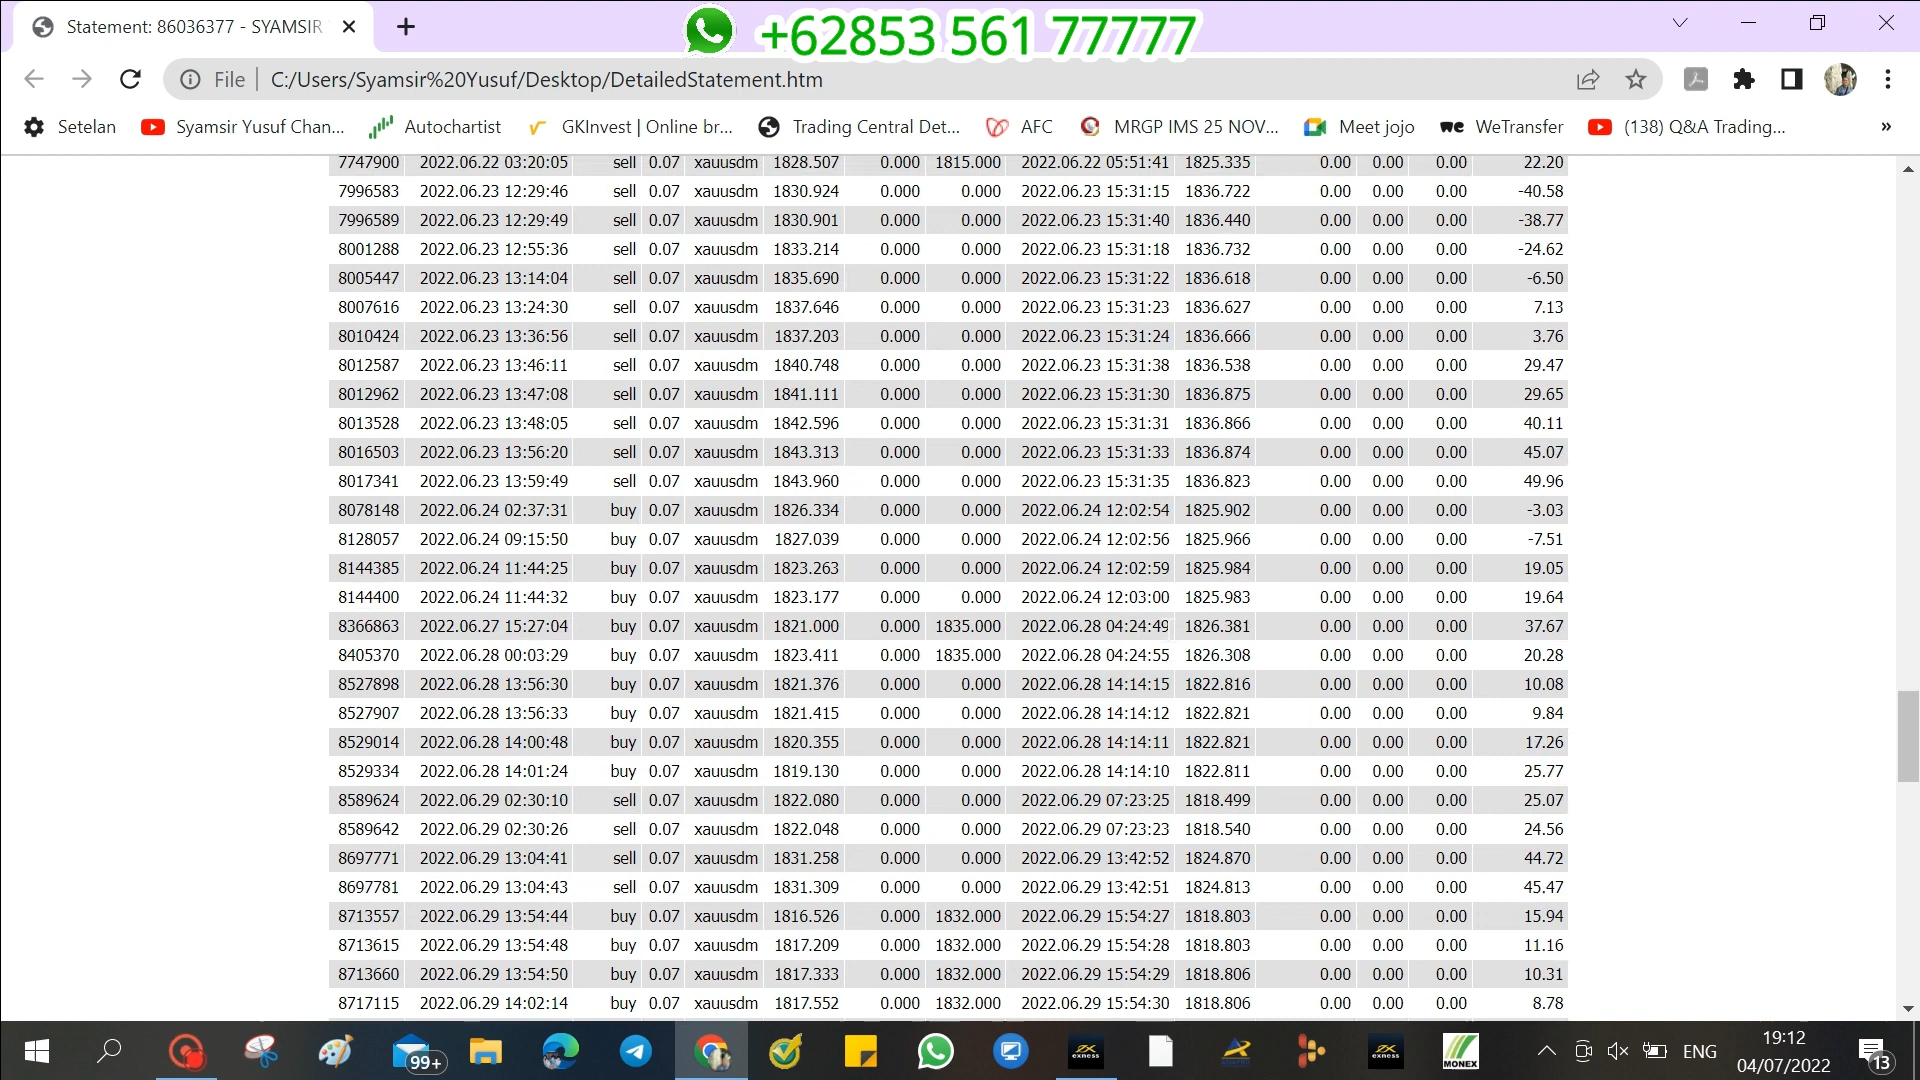 Statement: 86036377 - SYAMSIR
+62853 561 77777
File C:/Users/Syamsir%20Yusuf/Desktop/DetailedStatement.htm
Setelan Syamsir Yusuf Chan... Autochartist GKInvest | Online br... Trading Central Det... AFC MRGP IMS 25 NOV... Meet jojo WeTransfer (138) Q&A Trading... »
7747900 2022.06.22 03:20:05 sell 0.07 xauusdm 1828.507 0.000 1815.000 2022.06.22 05:51:41 1825.335 0.00 0.00 0.00 22.20
7996583 2022.06.23 12:29:46 sell 0.07 xauusdm 1830.924 0.000 0.000 2022.06.23 15:31:15 1836.722 0.00 0.00 0.00 -40.58
7996589 2022.06.23 12:29:49 sell 0.07 xauusdm 1830.901 0.000 0.000 2022.06.23 15:31:40 1836.440 0.00 0.00 0.00 -38.77
8001288 2022.06.23 12:55:36 sell 0.07 xauusdm 1833.214 0.000 0.000 2022.06.23 15:31:18 1836.732 0.00 0.00 0.00 -24.62
8005447 2022.06.23 13:14:04 sell 0.07 xauusdm 1835.690 0.000 0.000 2022.06.23 15:31:22 1836.618 0.00 0.00 0.00 -6.50
8007616 2022.06.23 13:24:30 sell 0.07 xauusdm 1837.646 0.000 0.000 2022.06.23 15:31:23 1836.627 0.00 0.00 0.00 7.13
8010424 2022.06.23 13:36:56 sell 0.07 xauusdm 1837.203 0.000 0.000 2022.06.23 15:31:24 1836.666 0.00 0.00 0.00 3.76
8012587 2022.06.23 13:46:11 sell 0.07 xauusdm 1840.748 0.000 0.000 2022.06.23 15:31:38 1836.538 0.00 0.00 0.00 29.47
8012962 2022.06.23 13:47:08 sell 0.07 xauusdm 1841.111 0.000 0.000 2022.06.23 15:31:30 1836.875 0.00 0.00 0.00 29.65
8013528 2022.06.23 13:48:05 sell 0.07 xauusdm 1842.596 0.000 0.000 2022.06.23 15:31:31 1836.866 0.00 0.00 0.00 40.11
8016503 2022.06.23 13:56:20 sell 0.07 xauusdm 1843.313 0.000 0.000 2022.06.23 15:31:33 1836.874 0.00 0.00 0.00 45.07
8017341 2022.06.23 13:59:49 sell 0.07 xauusdm 1843.960 0.000 0.000 2022.06.23 15:31:35 1836.823 0.00 0.00 0.00 49.96
8078148 2022.06.24 02:37:31 buy 0.07 xauusdm 1826.334 0.000 0.000 2022.06.24 12:02:54 1825.902 0.00 0.00 0.00 -3.03
8128057 2022.06.24 09:15:50 buy 0.07 xauusdm 1827.039 0.000 0.000 2022.06.24 12:02:56 1825.966 0.00 0.00 0.00 -7.51
8144385 2022.06.24 11:44:25 buy 0.07 xauusdm 1823.263 0.000 0.000 2022.06.24 12:02:59 1825.984 0.00 0.00 0.00 19.05
8144400 2022.06.24 11:44:32 buy 0.07 xauusdm 1823.177 0.000 0.000 2022.06.24 12:03:00 1825.983 0.00 0.00 0.00 19.64
8366863 2022.06.27 15:27:04 buy 0.07 xauusdm 1821.000 0.000 1835.000 2022.06.28 04:24:49 1826.381 0.00 0.00 0.00 37.67
8405370 2022.06.28 00:03:29 buy 0.07 xauusdm 1823.411 0.000 1835.000 2022.06.28 04:24:55 1826.308 0.00 0.00 0.00 20.28
8527898 2022.06.28 13:56:30 buy 0.07 xauusdm 1821.376 0.000 0.000 2022.06.28 14:14:15 1822.816 0.00 0.00 0.00 10.08
8527907 2022.06.28 13:56:33 buy 0.07 xauusdm 1821.415 0.000 0.000 2022.06.28 14:14:12 1822.821 0.00 0.00 0.00 9.84
8529014 2022.06.28 14:00:48 buy 0.07 xauusdm 1820.355 0.000 0.000 2022.06.28 14:14:11 1822.821 0.00 0.00 0.00 17.26
8529334 2022.06.28 14:01:24 buy 0.07 xauusdm 1819.130 0.000 0.000 2022.06.28 14:14:10 1822.811 0.00 0.00 0.00 25.77
8589624 2022.06.29 02:30:10 sell 0.07 xauusdm 1822.080 0.000 0.000 2022.06.29 07:23:25 1818.499 0.00 0.00 0.00 25.07
8589642 2022.06.29 02:30:26 sell 0.07 xauusdm 1822.048 0.000 0.000 2022.06.29 07:23:23 1818.540 0.00 0.00 0.00 24.56
8697771 2022.06.29 13:04:41 sell 0.07 xauusdm 1831.258 0.000 0.000 2022.06.29 13:42:52 1824.870 0.00 0.00 0.00 44.72
8697781 2022.06.29 13:04:43 sell 0.07 xauusdm 1831.309 0.000 0.000 2022.06.29 13:42:51 1824.813 0.00 0.00 0.00 45.47
8713557 2022.06.29 13:54:44 buy 0.07 xauusdm 1816.526 0.000 1832.000 2022.06.29 15:54:27 1818.803 0.00 0.00 0.00 15.94
8713615 2022.06.29 13:54:48 buy 0.07 xauusdm 1817.209 0.000 1832.000 2022.06.29 15:54:28 1818.803 0.00 0.00 0.00 11.16
8713660 2022.06.29 13:54:50 buy 0.07 xauusdm 1817.333 0.000 1832.000 2022.06.29 15:54:29 1818.806 0.00 0.00 0.00 10.31
8717115 2022.06.29 14:02:14 buy 0.07 xauusdm 1817.552 0.000 1832.000 2022.06.29 15:54:30 1818.806 0.00 0.00 0.00 8.78
99+ exness exness MONEX ENG 19:12
04/07/2022 13